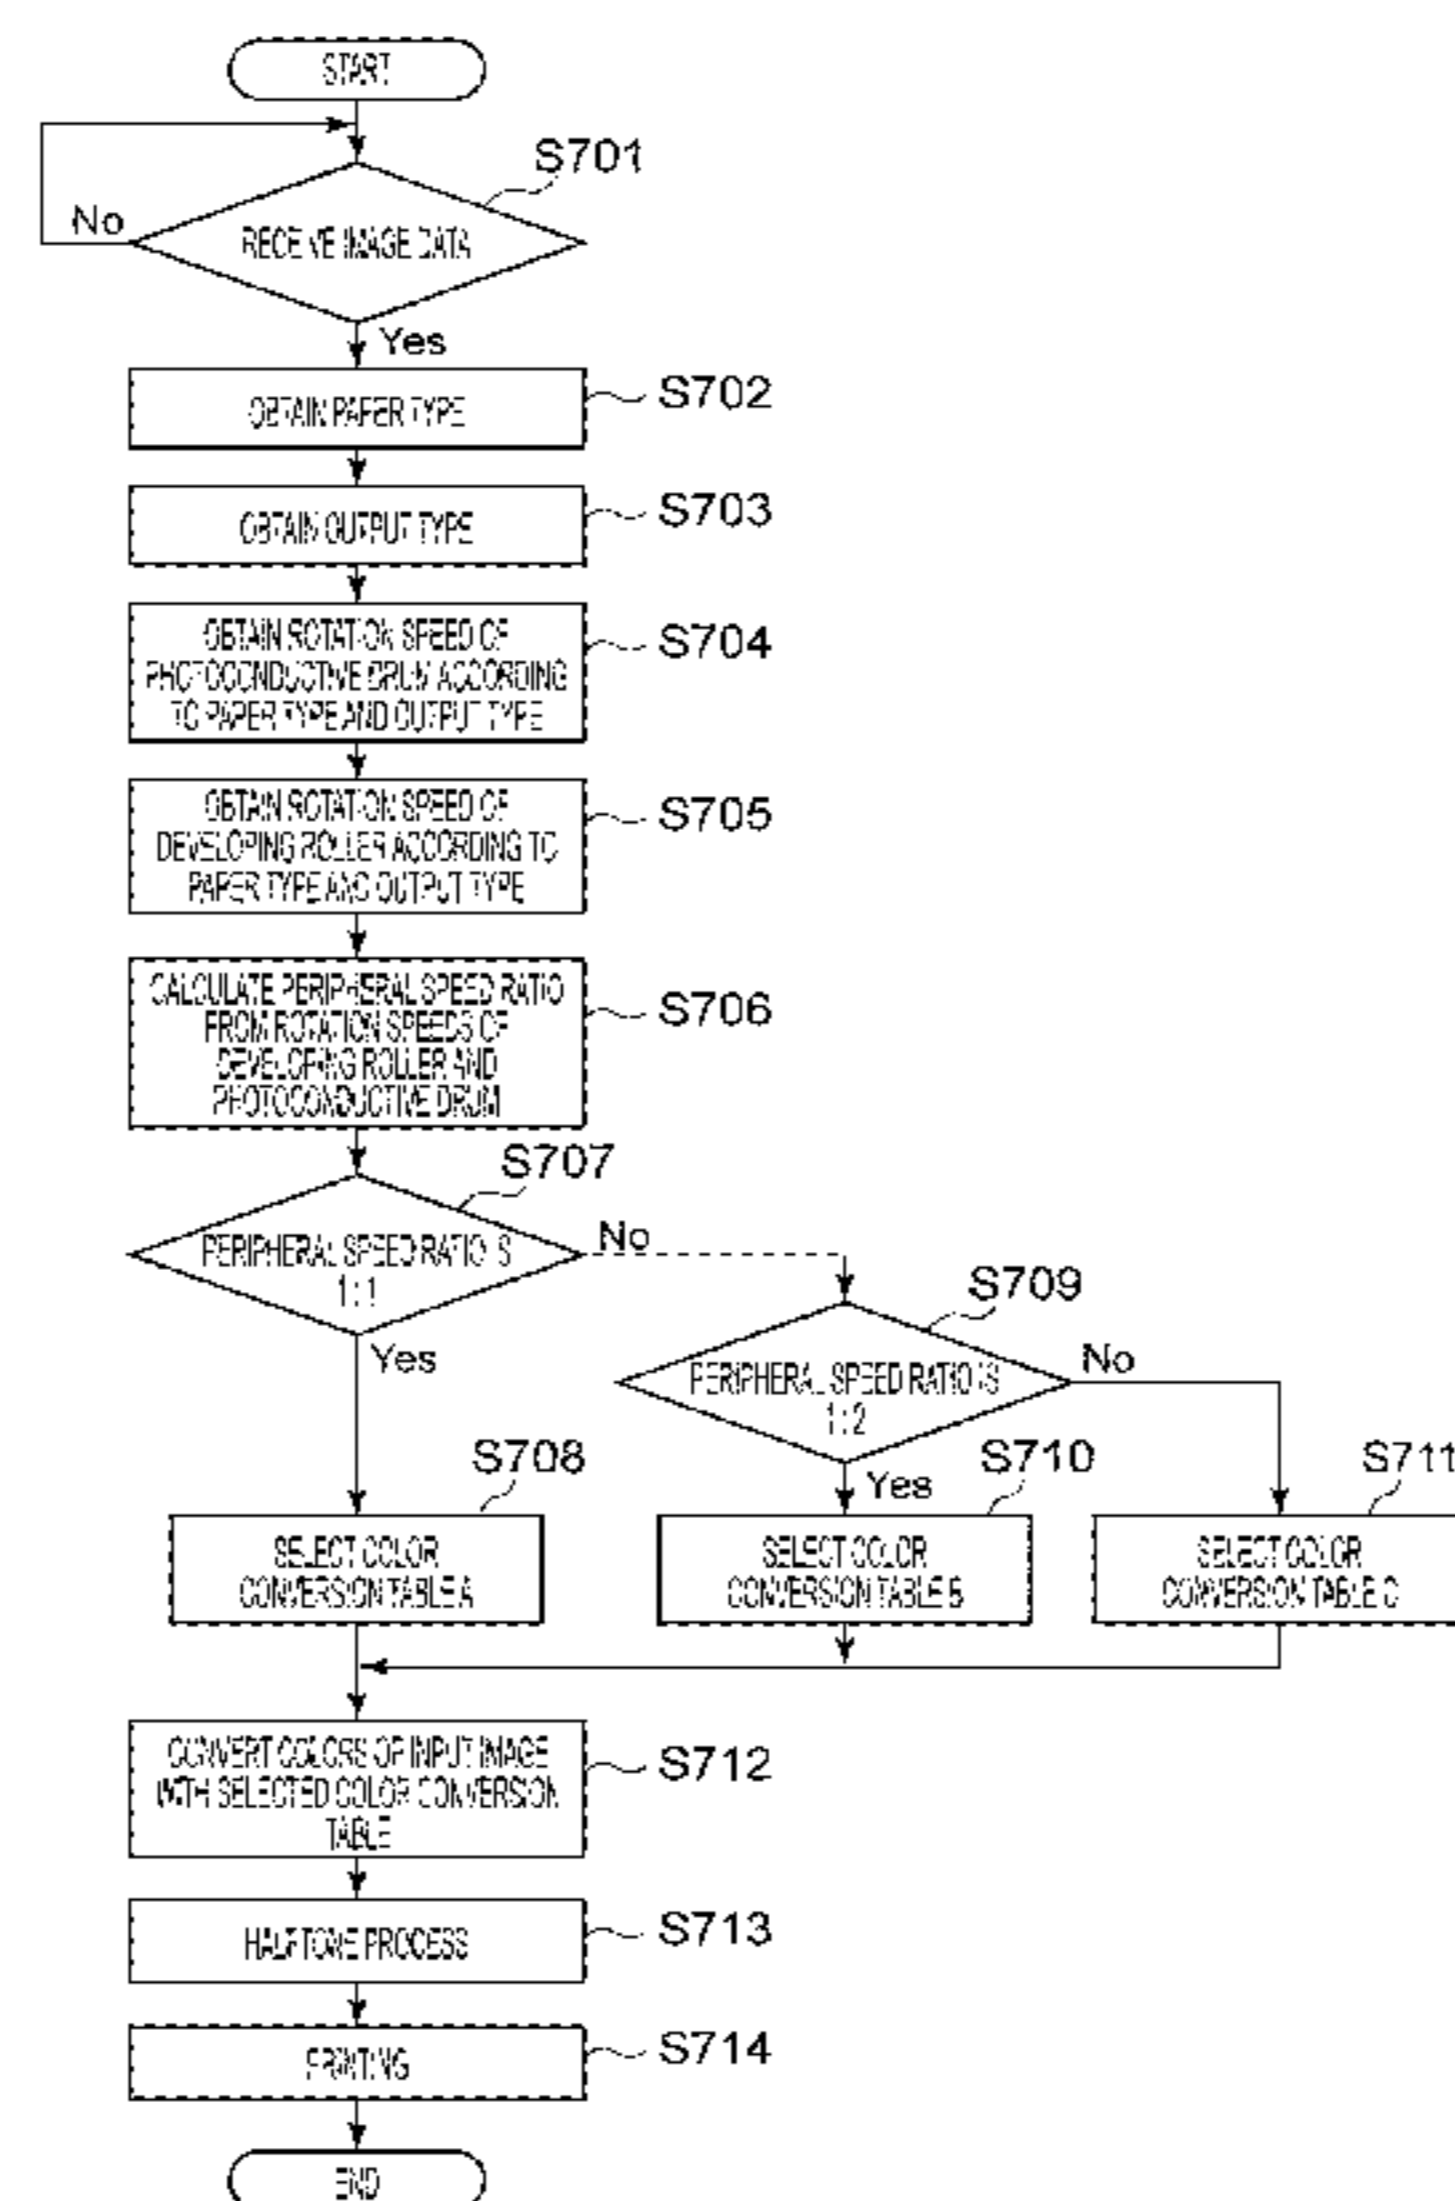 START
S701
No
RECEIVE IMAGE DATA
Yes
OBTAIN PAPER TYPE
S702
OBTAIN OUTPUT TYPE
S703
OBTAIN ROTATION SPEED OF
PHOTOCONDUCTIVE DRUM ACCORDING
TO PAPER TYPE AND OUTPUT TYPE
S704
OBTAIN ROTATION SPEED OF
DEVELOPING ROLLER ACCORDING TO
PAPER TYPE AND OUTPUT TYPE
S705
CALCULATE PERIPHERAL SPEED RATIO
FROM ROTATION SPEEDS OF
DEVELOPING ROLLER AND
PHOTOCONDUCTIVE DRUM
S706
S707
PERIPHERAL SPEED RATIO IS
1:1
No
Yes
S709
PERIPHERAL SPEED RATIO IS
1:2
No
Yes
S708
SELECT COLOR
CONVERSION TABLE A
S710
SELECT COLOR
CONVERSION TABLE B
S711
SELECT COLOR
CONVERSION TABLE C
CONVERT COLORS OF INPUT IMAGE
WITH SELECTED COLOR CONVERSION
TABLE
S712
HALFTONE PROCESS
S713
PRINTING
S714
END